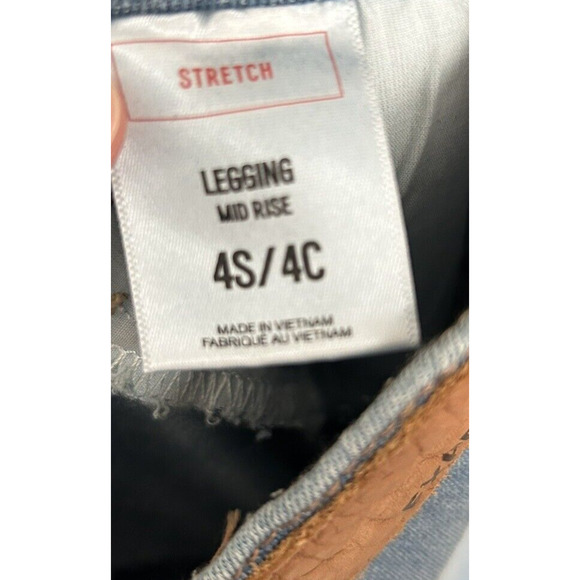 STRETCH
LEGGING
MID RISE
4S/4C
MADE IN VIETNAM
FABRIQUÉ AU VIETNAM